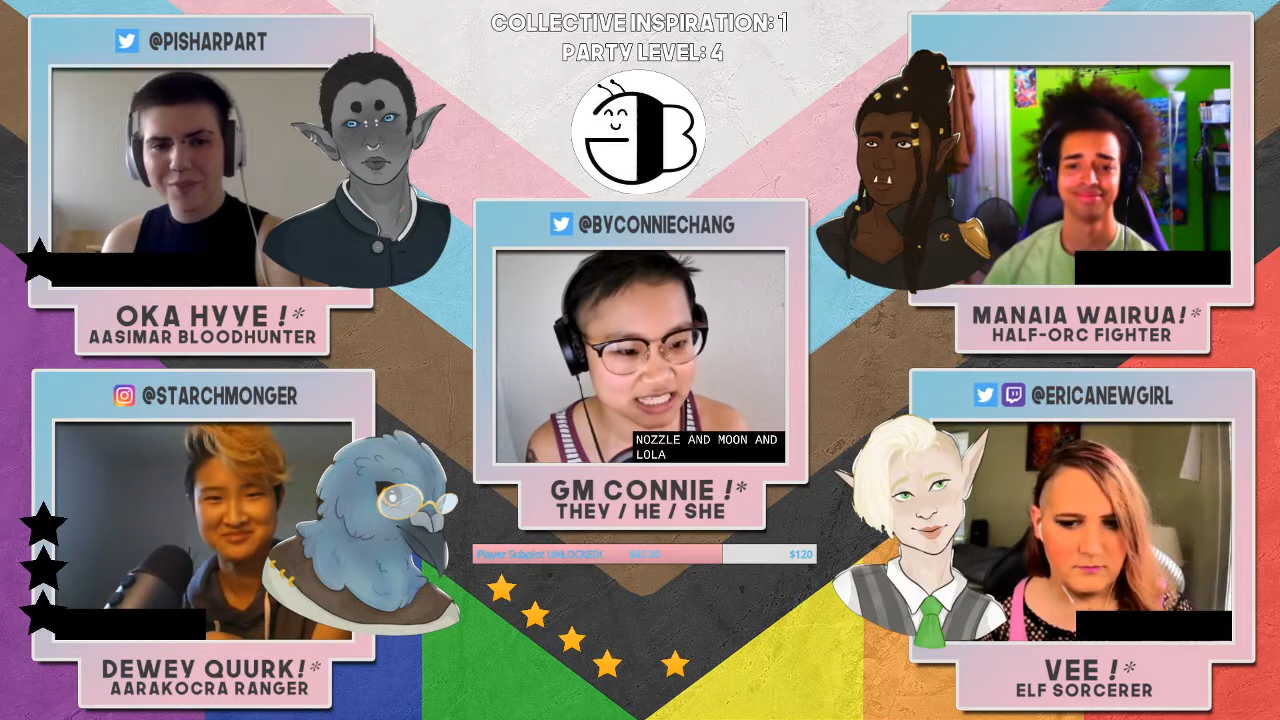 COLLECTIVE INSPIRATION: 1
PARTY LEVEL: 4
@PISHARPART
OKA HYYE !*
AASIMAR BLOODHUNTER
@BYCONNIECHANG
NOZZLE AND MOON AND
LOLA
GM CONNIE !*
THEY / HE / SHE
MANAIA WAIRUA!*
HALF-ORC FIGHTER
@STARCHMONGER
DEWEY QUURK!*
AARAKOCRA RANGER
Player Subplot UNLOCKED! $120
@ERICANEWGIRL
VEE !*
ELF SORCERER